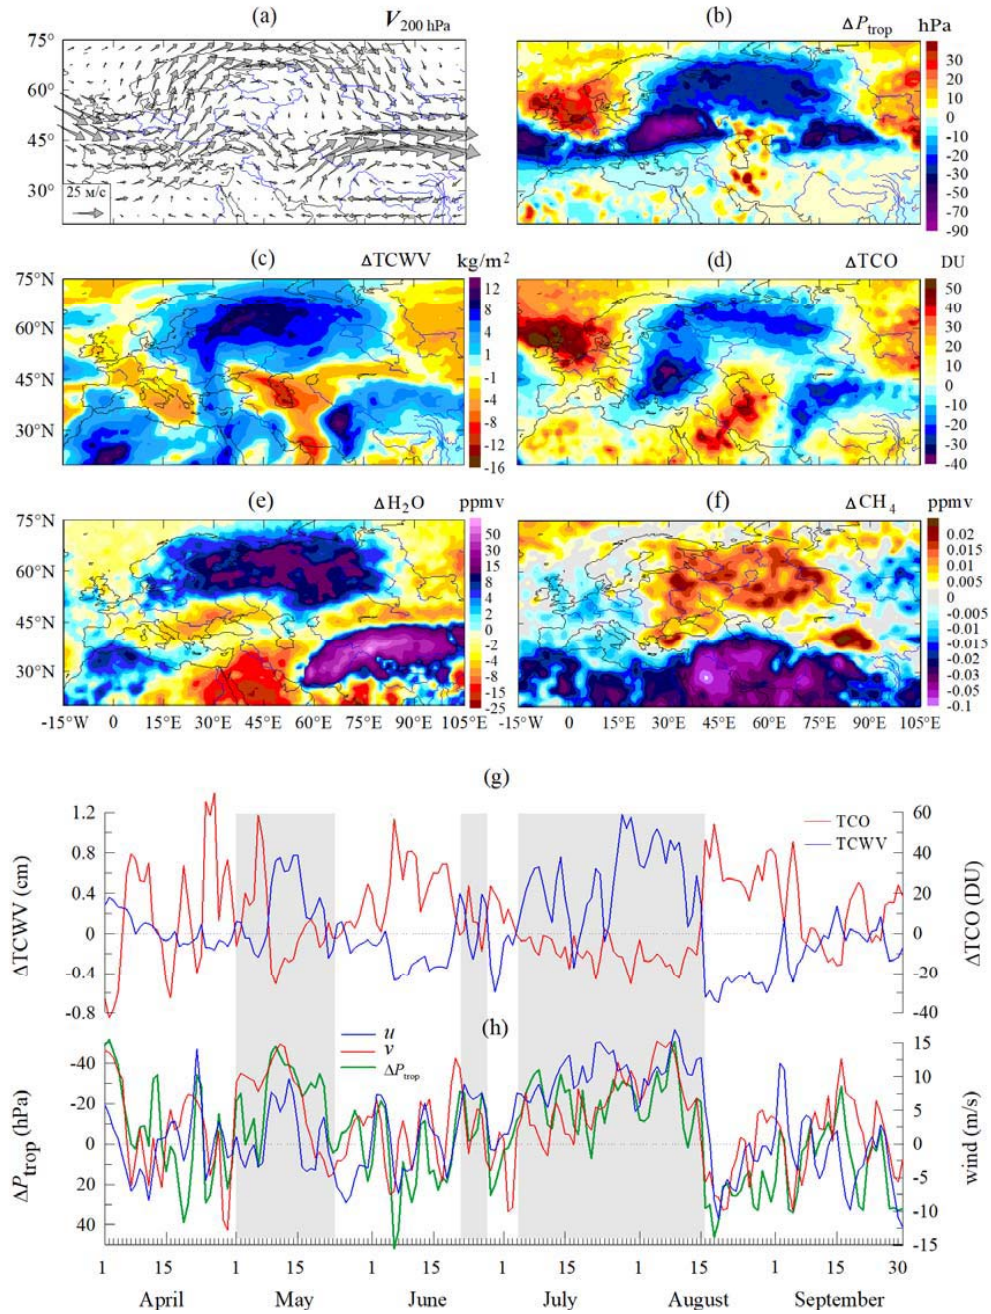 (a) V200 hPa
75°
60°
45°
30°
25 м/с
(b) ΔPtrop hPa
30
20
10
0
-10
-20
-30
-50
-70
-90
(c) ΔTCWV kg/m²
75°N
60°N
45°N
30°N
12
8
4
1
-1
-4
-8
-12
-16
(d) ΔTCO DU
50
40
30
20
10
0
-10
-20
-30
-40
(e) ΔH₂O ppmv
75°N
60°N
45°N
30°N
50
30
15
8
4
2
0
-2
-4
-8
-15
-25
-15°W 0 15°E 30°E 45°E 60°E 75°E 90°E 105°E
(f) ΔCH₄ ppmv
0.02
0.015
0.01
0.005
-0.005
-0.01
-0.015
-0.02
-0.03
-0.05
-0.1
-15°W 0 15°E 30°E 45°E 60°E 75°E 90°E 105°E
(g)
ΔTCWV (cm)
1.2
0.8
0.4
0
-0.4
-0.8
TCO
TCWV
60
40
20
0
-20
-40
ΔTCO (DU)
(h)
u
v
ΔPtrop
ΔPtrop (hPa)
-40
-20
0
20
40
15
10
5
0
-5
-10
-15
wind (m/s)
1 15 1 15 1 15 1 15 1 15 1 15 30
April May June July August September